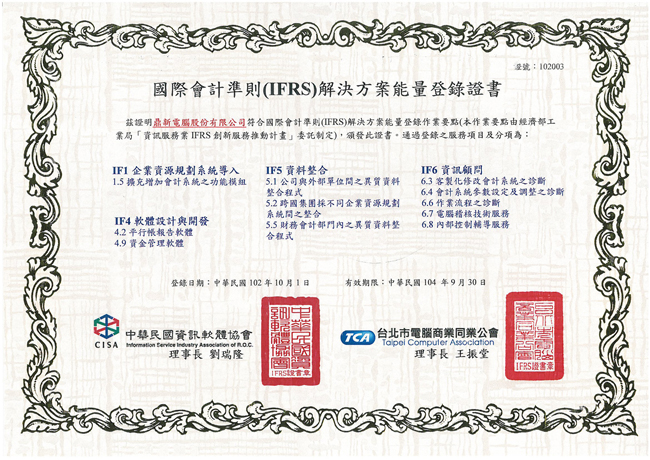 證號：102003
國際會計準則(IFRS)解決方案能量登錄證書
茲證明鼎新電腦股份有限公司符合國際會計準則(IFRS)解決方案能量登錄作業要點(本作業要點由經濟部工
業局「資訊服務業IFRS創新服務推動計畫」委託制定)，頒發此證書。通過登錄之服務項目及分項為：
IF1 企業資源規劃系統導入
1.5 擴充增加會計系統之功能模組
IF4 軟體設計與開發
4.2 平行帳報告軟體
4.9 資金管理軟體
IF5 資料整合
5.1 公司與外部單位間之異質資料
整合程式
5.2 跨國集團採不同企業資源規劃
系統間之整合
5.5 財務會計部門內之異質資料整
合程式
IF6 資訊顧問
6.3 客製化修改會計系統之診斷
6.4 會計系統參數設定及調整之診斷
6.6 作業流程之診斷
6.7 電腦稽核技術服務
6.8 內部控制輔導服務
登錄日期：中華民國 102 年 10 月 1 日
有效期限：中華民國 104 年 9 月 30 日
CISA
中華民國資訊軟體協會
Information Service Industry Association of R.O.C.
理事長 劉瑞隆
IFRS證書章
TCA
台北市電腦商業同業公會
Taipei Computer Association
理事長 王振堂
IFRS證書章